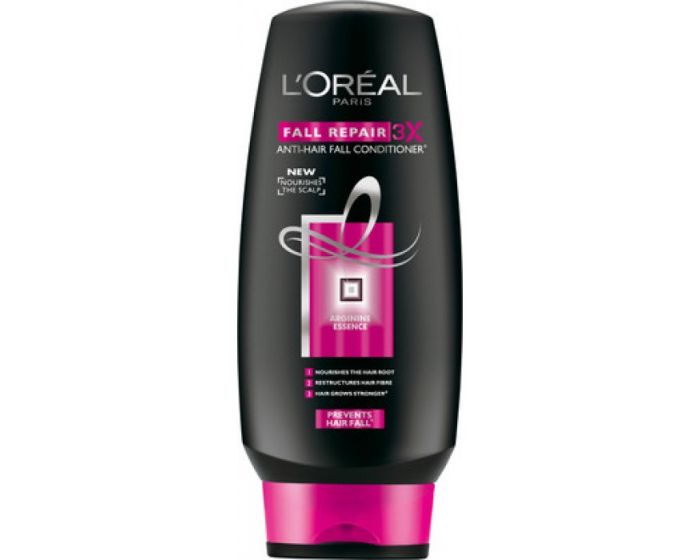 L'ORÉAL
PARIS
FALL REPAIR 3X
ANTI-HAIR FALL CONDITIONER*
NEW
NOURISHES
THE SCALP
ARGININE
ESSENCE
1 NOURISHES THE HAIR ROOT
2 RESTRUCTURES HAIR FIBRE
3 HAIR GROWS STRONGER*
PREVENTS
HAIR FALL*